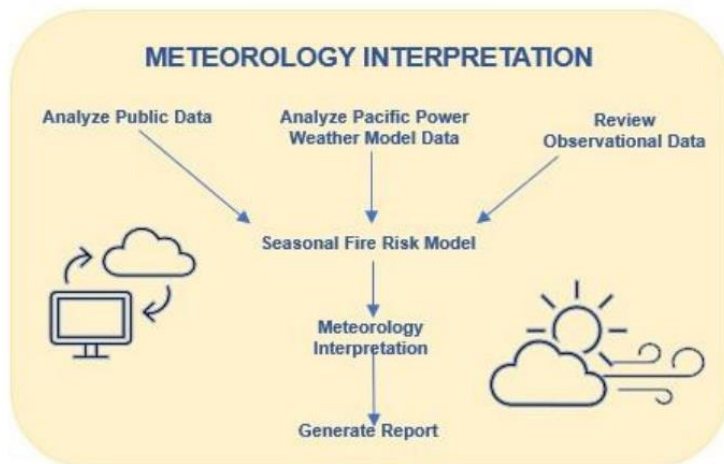 METEOROLOGY INTERPRETATION
Analyze Public Data
Analyze Pacific Power
Weather Model Data
Review
Observational Data
Seasonal Fire Risk Model
Meteorology
Interpretation
Generate Report